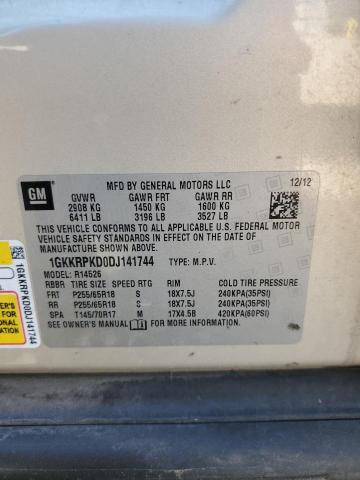 GM
MFD BY GENERAL MOTORS LLC 12/12
GVWR GAWR FRT GAWR RR
2908 KG 1450 KG 1600 KG
6411 LB 3196 LB 3527 LB
THIS VEHICLE CONFORMS TO ALL APPLICABLE U.S.
FEDERAL MOTOR VEHICLE SAFETY STANDARDS IN EFFECT ON THE
DATE OF MANUFACTURE SHOWN ABOVE.
1GKKRPKD0DJ141744 TYPE: M.P.V.
MODEL: R14526
RBBR TIRE SIZE SPEED RTG RIM COLD TIRE PRESSURE
FRT P255/65R18 S 18X7.5J 240KPA(35PSI)
RR P255/65R18 S 18X7.5J 240KPA(35PSI)
SPA T145/70R17 M 17X4.5B 420KPA(60PSI)
SEE OWNER'S MANUAL FOR MORE INFORMATION.
1GKKRPKD0DJ141744